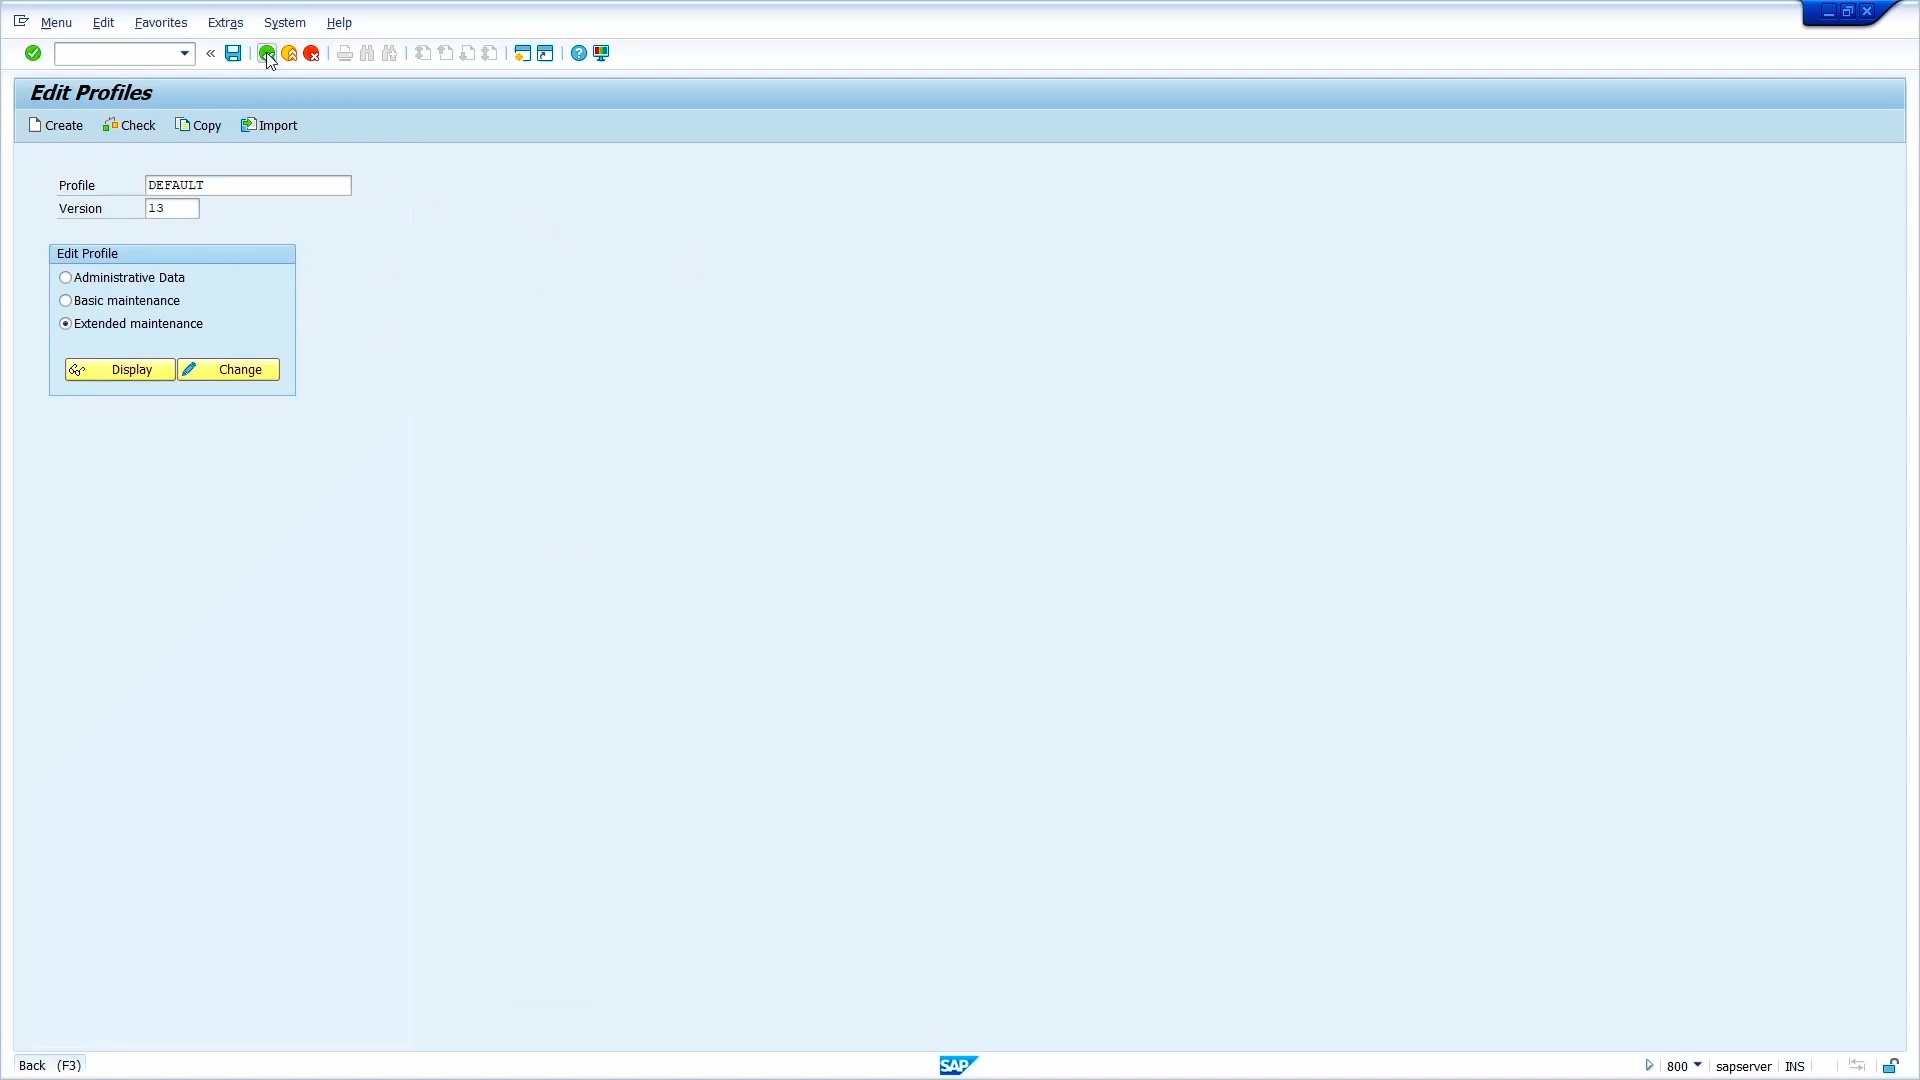 Menu Edit Favorites Extras System Help
Edit Profiles
Create Check Copy Import
Profile DEFAULT
Version 13
Edit Profile
Administrative Data
Basic maintenance
Extended maintenance
Display Change
Back (F3) SAP 800 sapserver INS